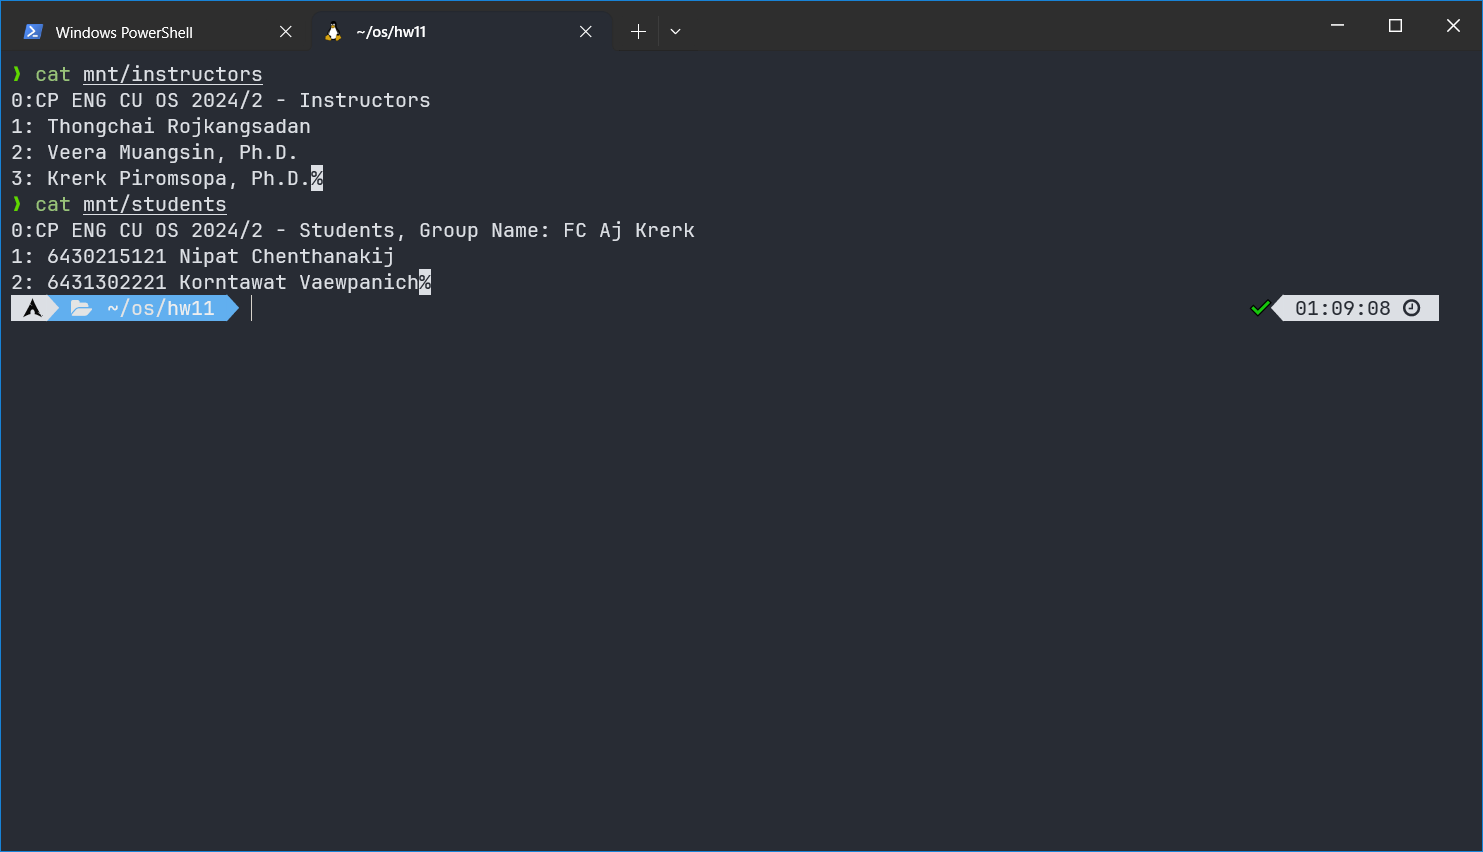 Windows PowerShell
~/os/hw11
❱ cat mnt/instructors
0:CP ENG CU OS 2024/2 - Instructors
1: Thongchai Rojkangsadan
2: Veera Muangsin, Ph.D.
3: Krerk Piromsopa, Ph.D.%
❱ cat mnt/students
0:CP ENG CU OS 2024/2 - Students, Group Name: FC Aj Krerk
1: 6430215121 Nipat Chenthanakij
2: 6431302221 Korntawat Vaewpanich%
~/os/hw11 01:09:08